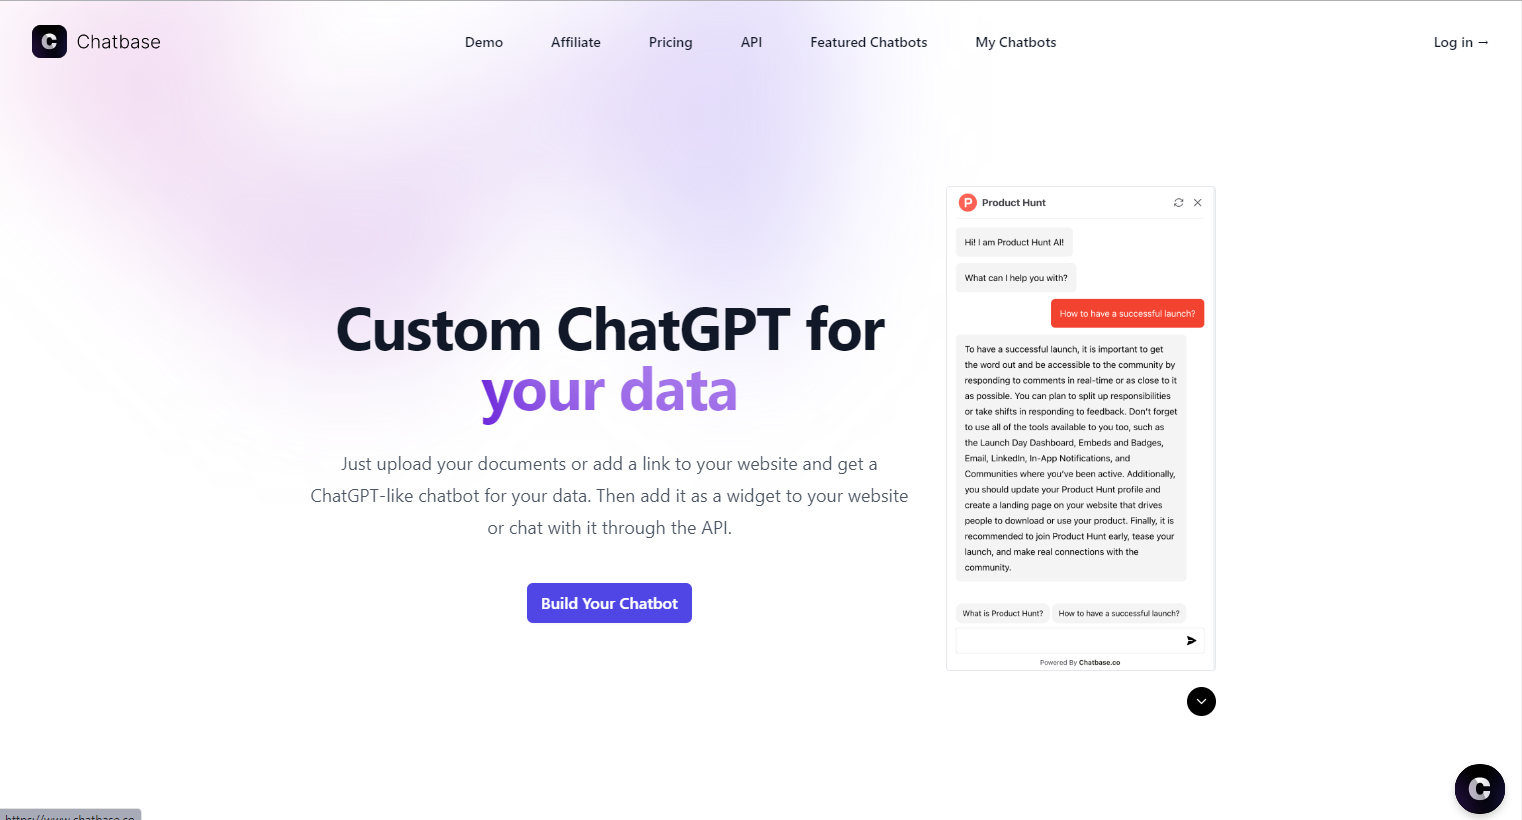 C Chatbase
Demo Affiliate Pricing API Featured Chatbots My Chatbots Log in →
Custom ChatGPT for
your data
Just upload your documents or add a link to your website and get a
ChatGPT-like chatbot for your data. Then add it as a widget to your website
or chat with it through the API.
Build Your Chatbot
P Product Hunt
Hi! I am Product Hunt AI!
What can I help you with?
How to have a successful launch?
To have a successful launch, it is important to get
the word out and be accessible to the community by
responding to comments in real-time or as close to it
as possible. You can plan to split up responsibilities
or take shifts in responding to feedback. Don't forget
to use all of the tools available to you too, such as
the Launch Day Dashboard, Embeds and Badges,
Email, LinkedIn, In-App Notifications, and
Communities where you've been active. Additionally,
you should update your Product Hunt profile and
create a landing page on your website that drives
people to download or use your product. Finally, it is
recommended to join Product Hunt early, tease your
launch, and make real connections with the
community.
What is Product Hunt? How to have a successful launch?
Powered By Chatbase.co
C
https://www.chatbase.co